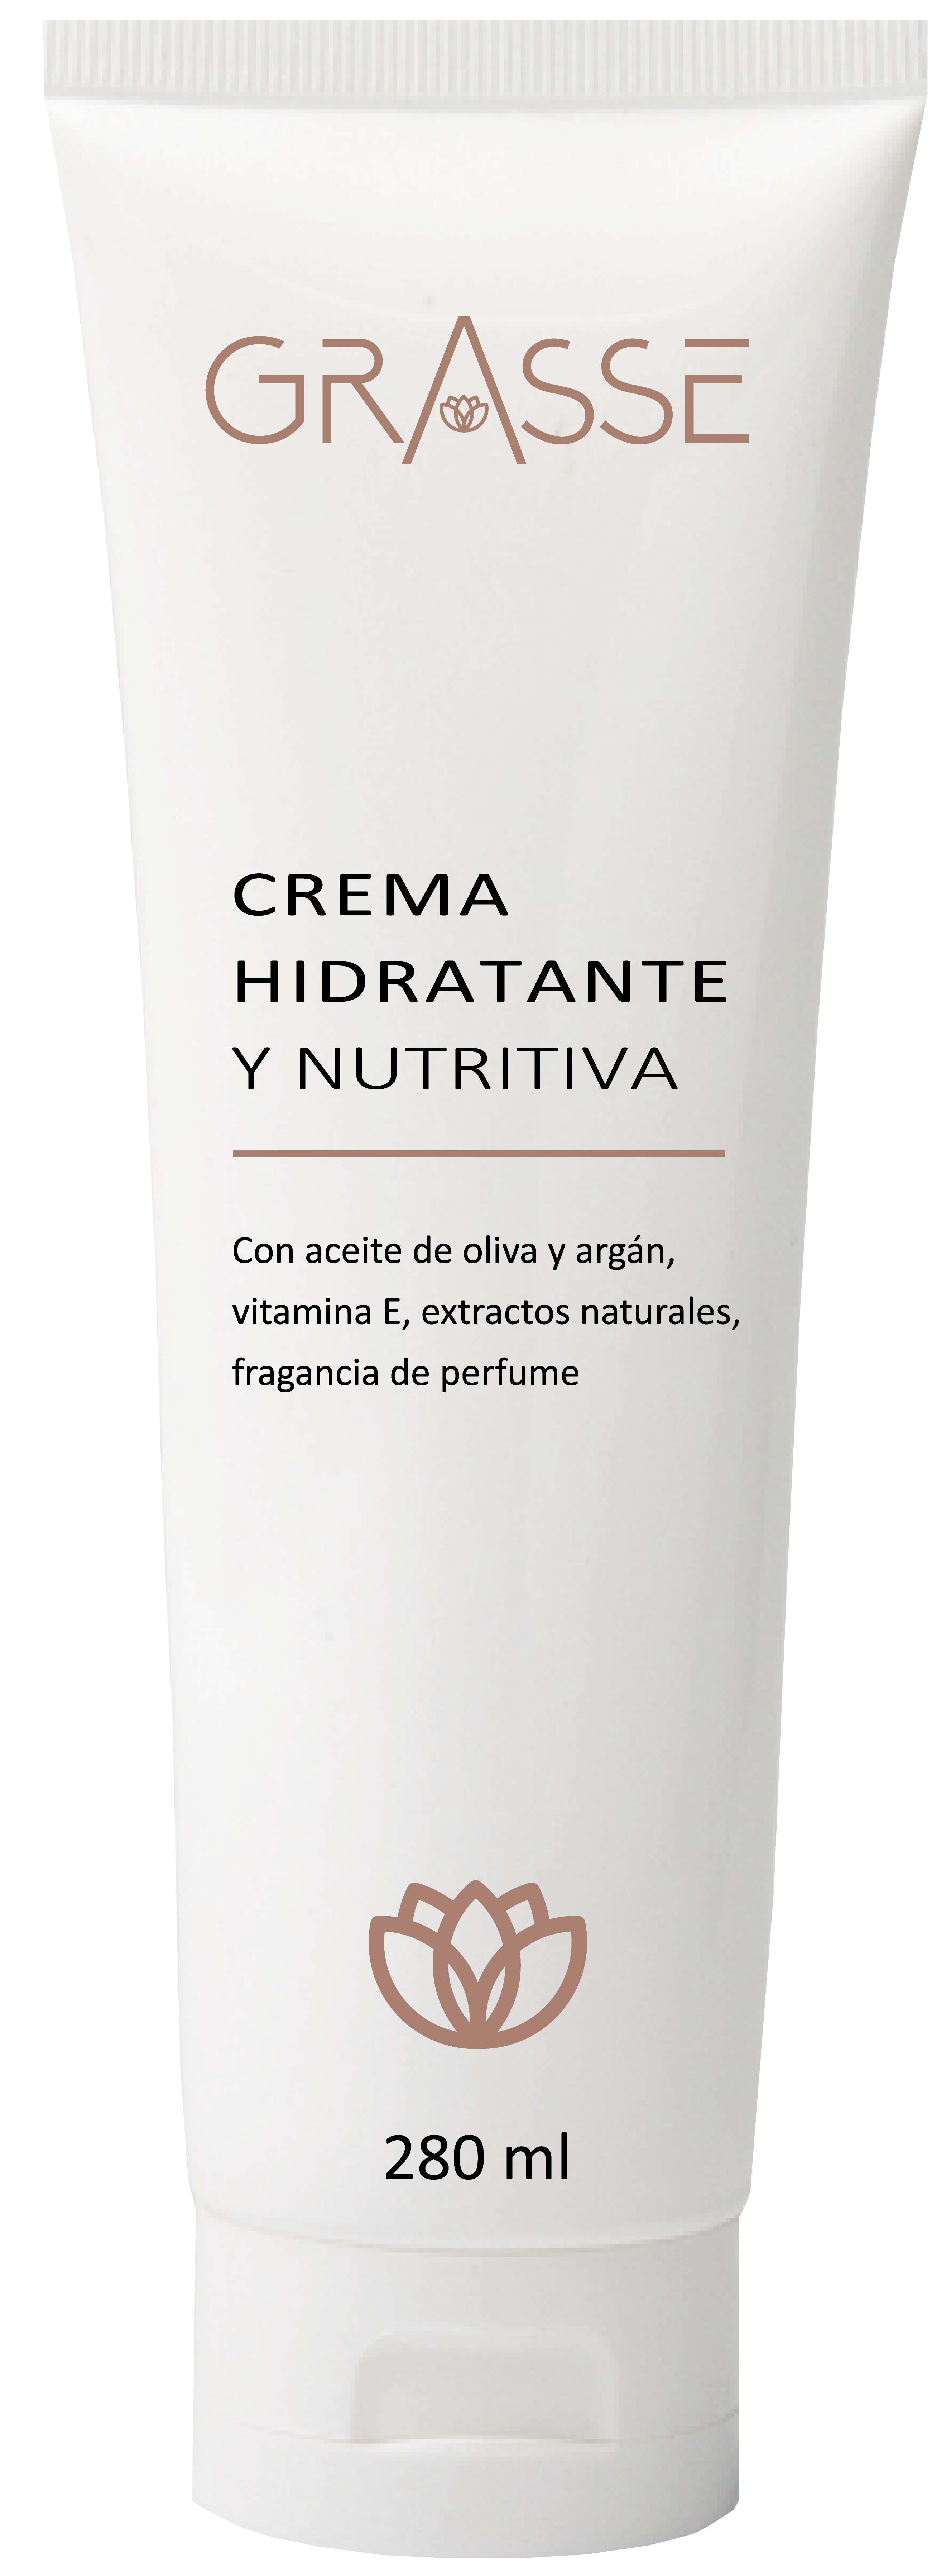 GRASSE
CREMA
HIDRATANTE
Y NUTRITIVA
Con aceite de oliva y argán,
vitamina E, extractos naturales,
fragancia de perfume
280 ml